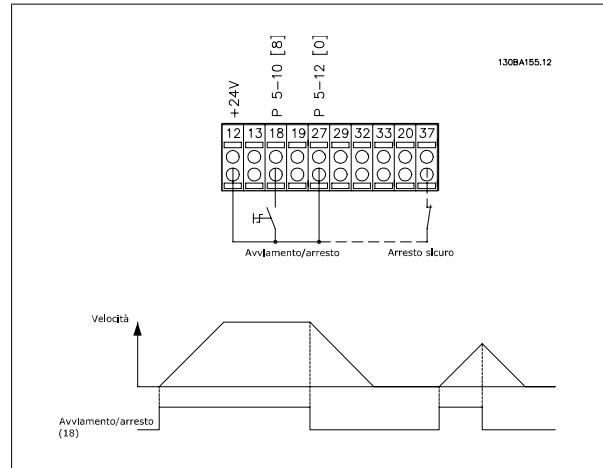 130BA155.12
+24V
P 5-10 [8]
P 5-12 [0]
12 13 18 19 27 29 32 33 20 37
Avviamento/arresto
Arresto sicuro
Velocità
Avviamento/arresto
(18)